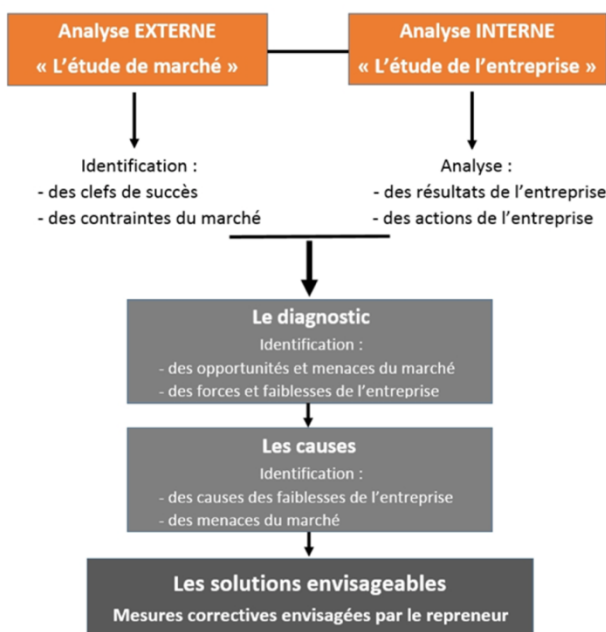 Analyse EXTERNE
« L'étude de marché »
Analyse INTERNE
« L'étude de l'entreprise »
Identification :
- des clefs de succès
- des contraintes du marché
Analyse :
- des résultats de l'entreprise
- des actions de l'entreprise
Le diagnostic
Identification :
- des opportunités et menaces du marché
- des forces et faiblesses de l'entreprise
Les causes
Identification :
- des causes des faiblesses de l'entreprise
- des menaces du marché
Les solutions envisageables
Mesures correctives envisagées par le repreneur